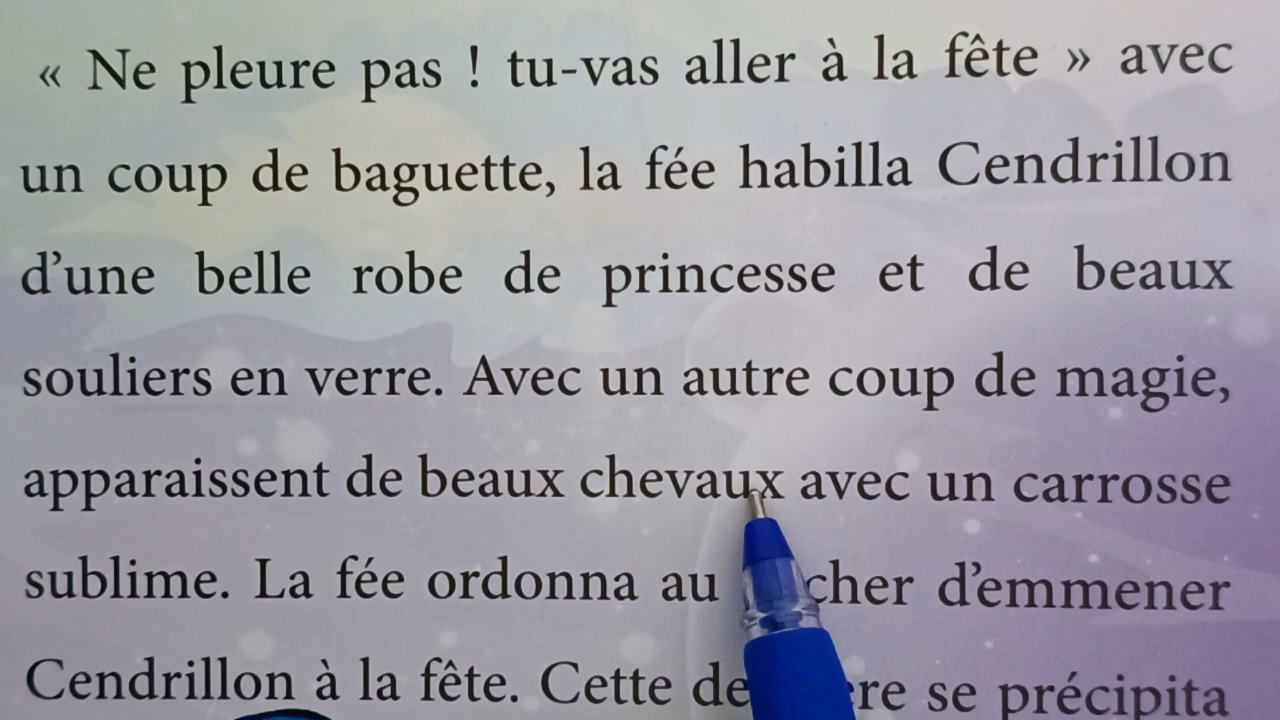 « Ne pleure pas ! tu-vas aller à la fête » avec
un coup de baguette, la fée habilla Cendrillon
d’une belle robe de princesse et de beaux
souliers en verre. Avec un autre coup de magie,
apparaissent de beaux chevaux avec un carrosse
sublime. La fée ordonna au d’emmener
Cendrillon à la fête. Cette se précipita